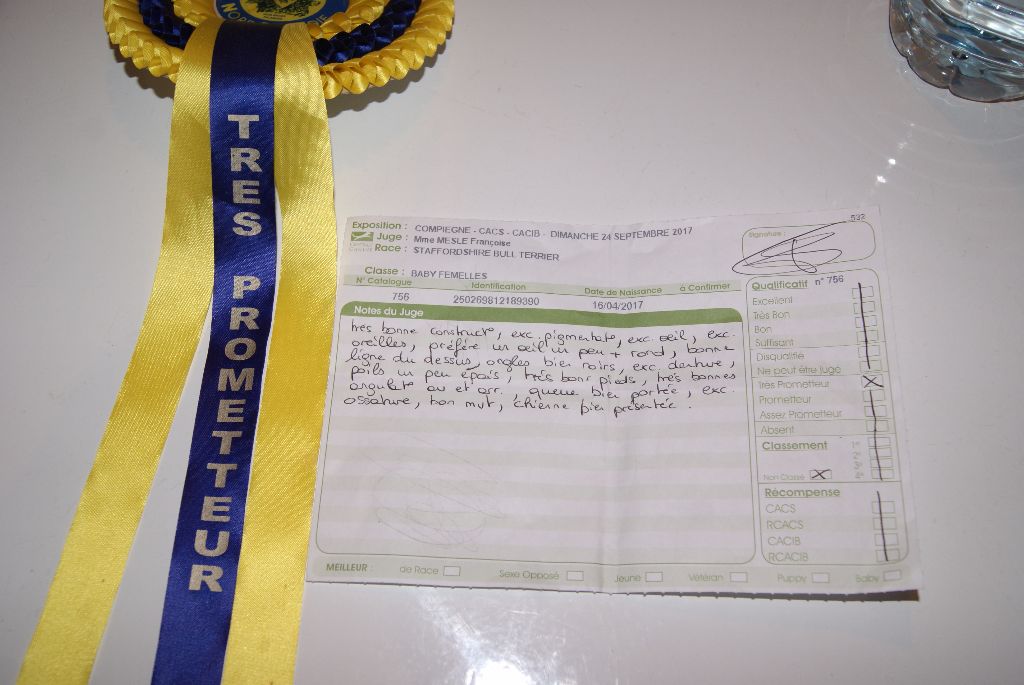 TRES PROMETTEUR
532
Exposition : COMPIEGNE - CACS - CACIB - DIMANCHE 24 SEPTEMBRE 2017
Juge : Mme MESLE Françoise
Race : STAFFORDSHIRE BULL TERRIER
Signature :
Classe : BABY FEMELLES
N° Catalogue Identification Date de Naissance à Confirmer
756 250269812189390 16/04/2017
Notes du Juge
très bonne construct°, exc. pigmentat°, exc. oeil, exc.
oreilles, préfère un oeil un peu + rond, bonne
ligne du dessus, ongles bien noirs, exc. denture,
poils un peu épais, très bons pieds, très bonnes
angulat° av et arr., queue bien portée, exc.
ossature, bon mvt, chienne bien présentée.
Qualificatif n° 756
Excellent
Très Bon
Bon
Suffisant
Disqualifié
Ne peut être jugé
Très Prometteur X
Prometteur
Assez Prometteur
Absent
Classement
Non Classé X
Récompense
CACS
RCACS
CACIB
RCACIB
MEILLEUR : de Race Sexe Opposé Jeune Vétéran Puppy Baby